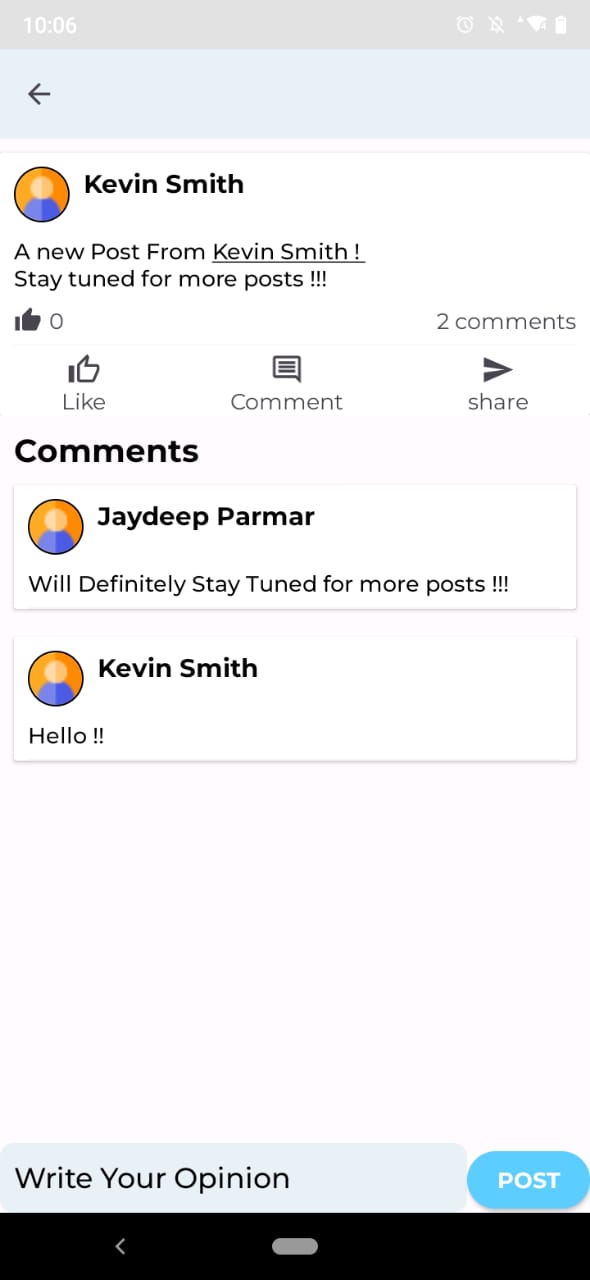 10:06
Kevin Smith
A new Post From Kevin Smith !
Stay tuned for more posts !!!
0 2 comments
Like Comment share
Comments
Jaydeep Parmar
Will Definitely Stay Tuned for more posts !!!
Kevin Smith
Hello !!
Write Your Opinion POST